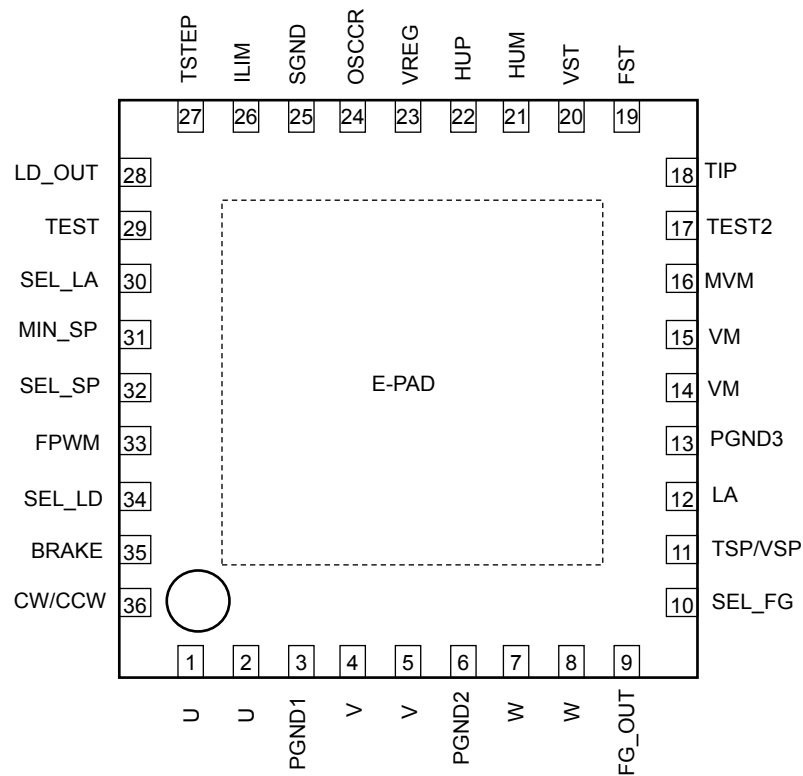 TSTEP
ILIM
SGND
OSCCR
VREG
HUP
HUM
VST
FST
27
26
25
24
23
22
21
20
19
LD_OUT
28
TEST
29
SEL_LA
30
MIN_SP
31
SEL_SP
32
FPWM
33
SEL_LD
34
BRAKE
35
CW/CCW
36
E-PAD
18
TIP
17
TEST2
16
MVM
15
VM
14
VM
13
PGND3
12
LA
11
TSP/VSP
10
SEL_FG
1
2
3
4
5
6
7
8
9
U
U
PGND1
V
V
PGND2
W
W
FG_OUT